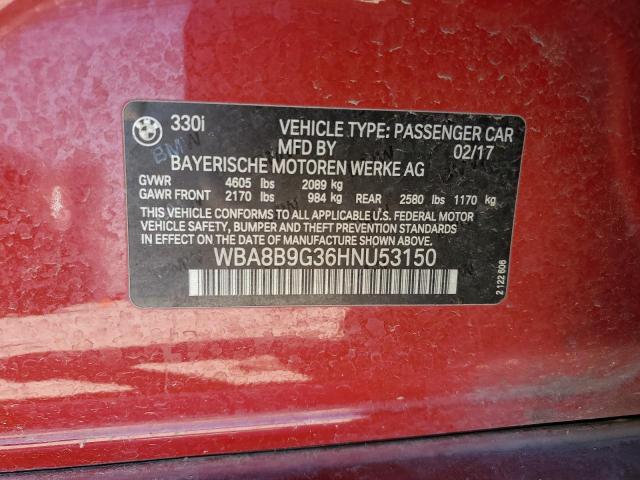 330i VEHICLE TYPE: PASSENGER CAR
MFD BY 02/17
BAYERISCHE MOTOREN WERKE AG
GVWR 4605 lbs 2089 kg
GAWR FRONT 2170 lbs 984 kg REAR 2580 lbs 1170 kg
THIS VEHICLE CONFORMS TO ALL APPLICABLE U.S. FEDERAL MOTOR
VEHICLE SAFETY, BUMPER AND THEFT PREVENTION STANDARDS IN
EFFECT ON THE DATE OF MANUFACTURE SHOWN ABOVE.
WBA8B9G36HNU53150
2 122 606
BMW